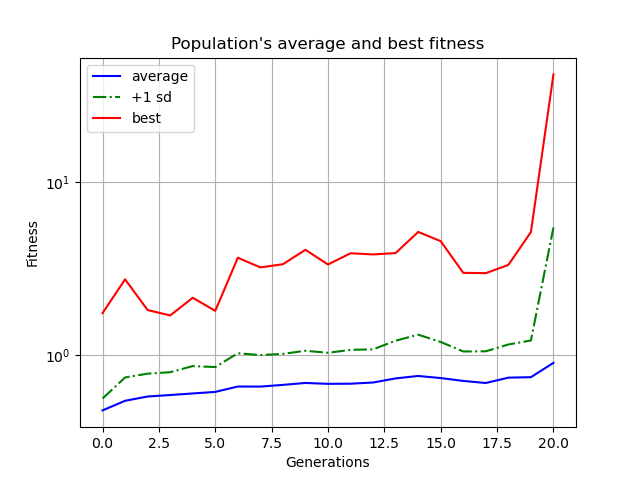 Population's average and best fitness
average
+1 sd
best
10¹
10⁰
Fitness
0.0 2.5 5.0 7.5 10.0 12.5 15.0 17.5 20.0
Generations